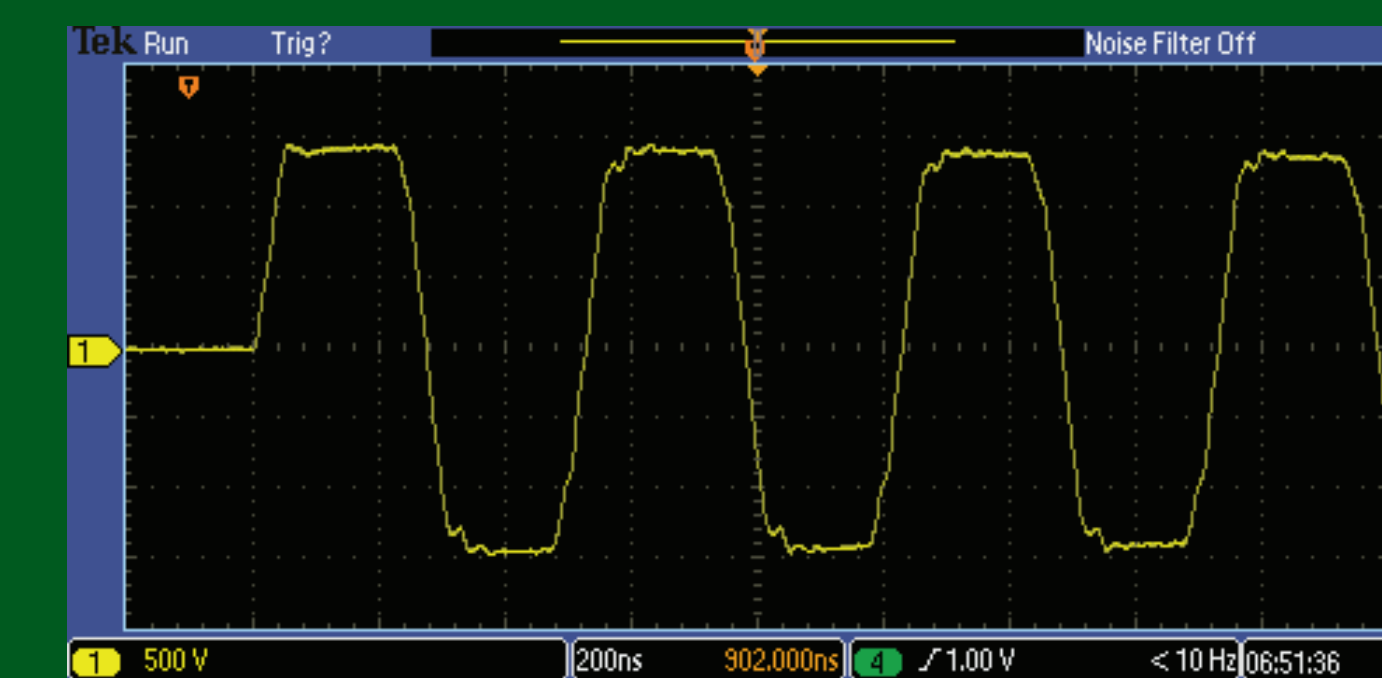 Tek Run Trig? Noise Filter Off
T
T
1
1 500 V 200ns 902.000ns 4 1.00 V < 10 Hz 06:51:36